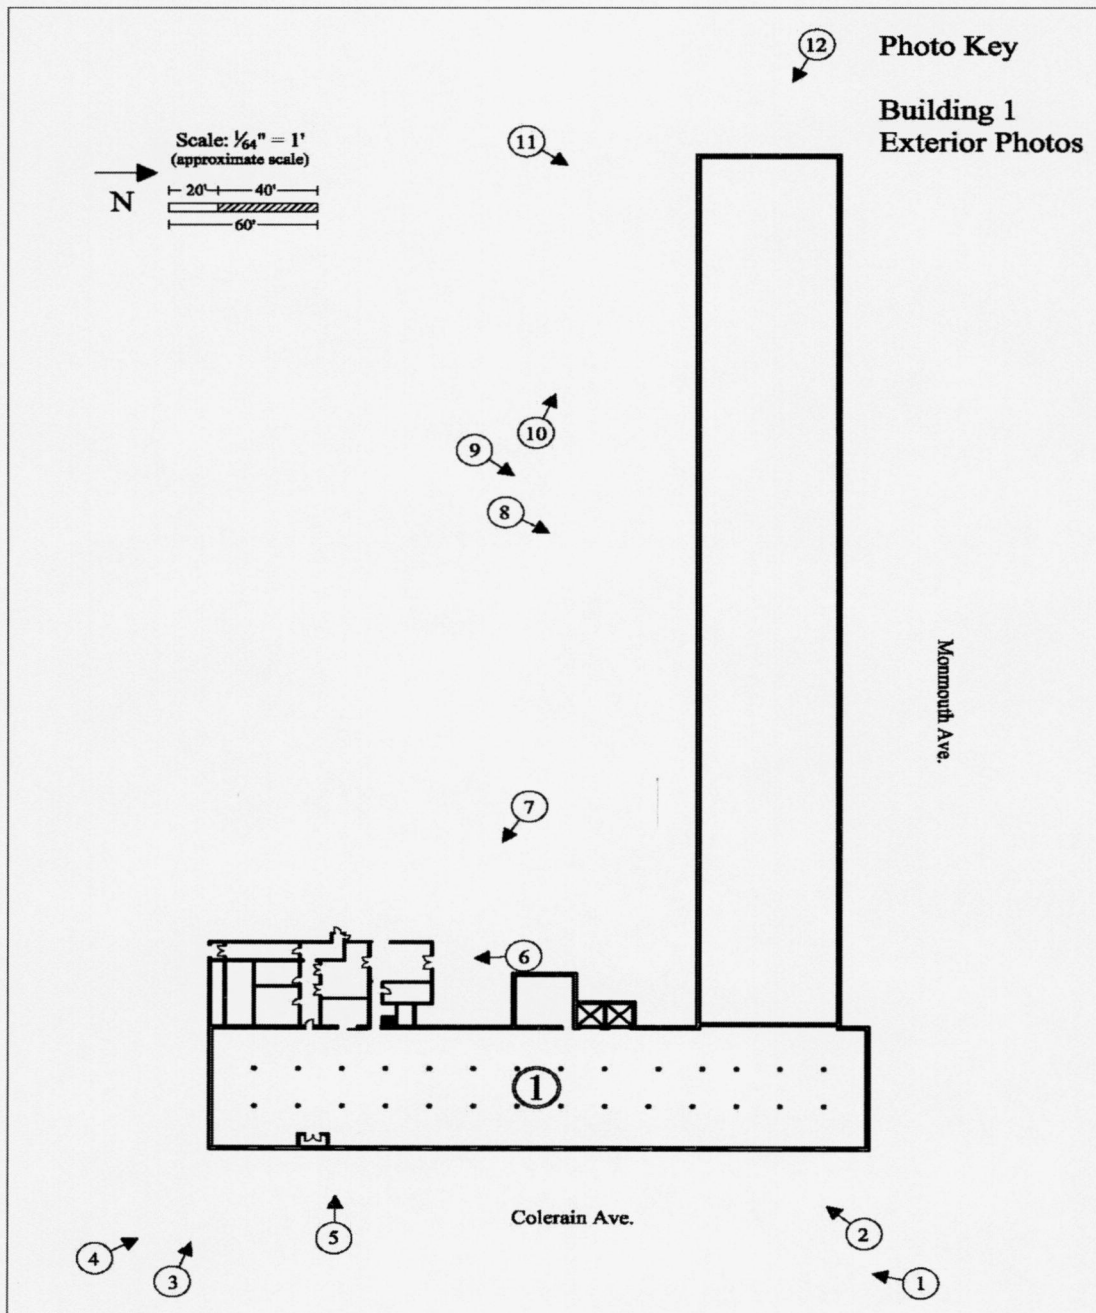 12
Photo Key
Building 1
Exterior Photos
11
Scale: 1/64" = 1'
(approximate scale)
N
20'
40'
60'
10
9
8
Monmouth Ave.
7
6
1
Colerain Ave.
5
4
3
2
1